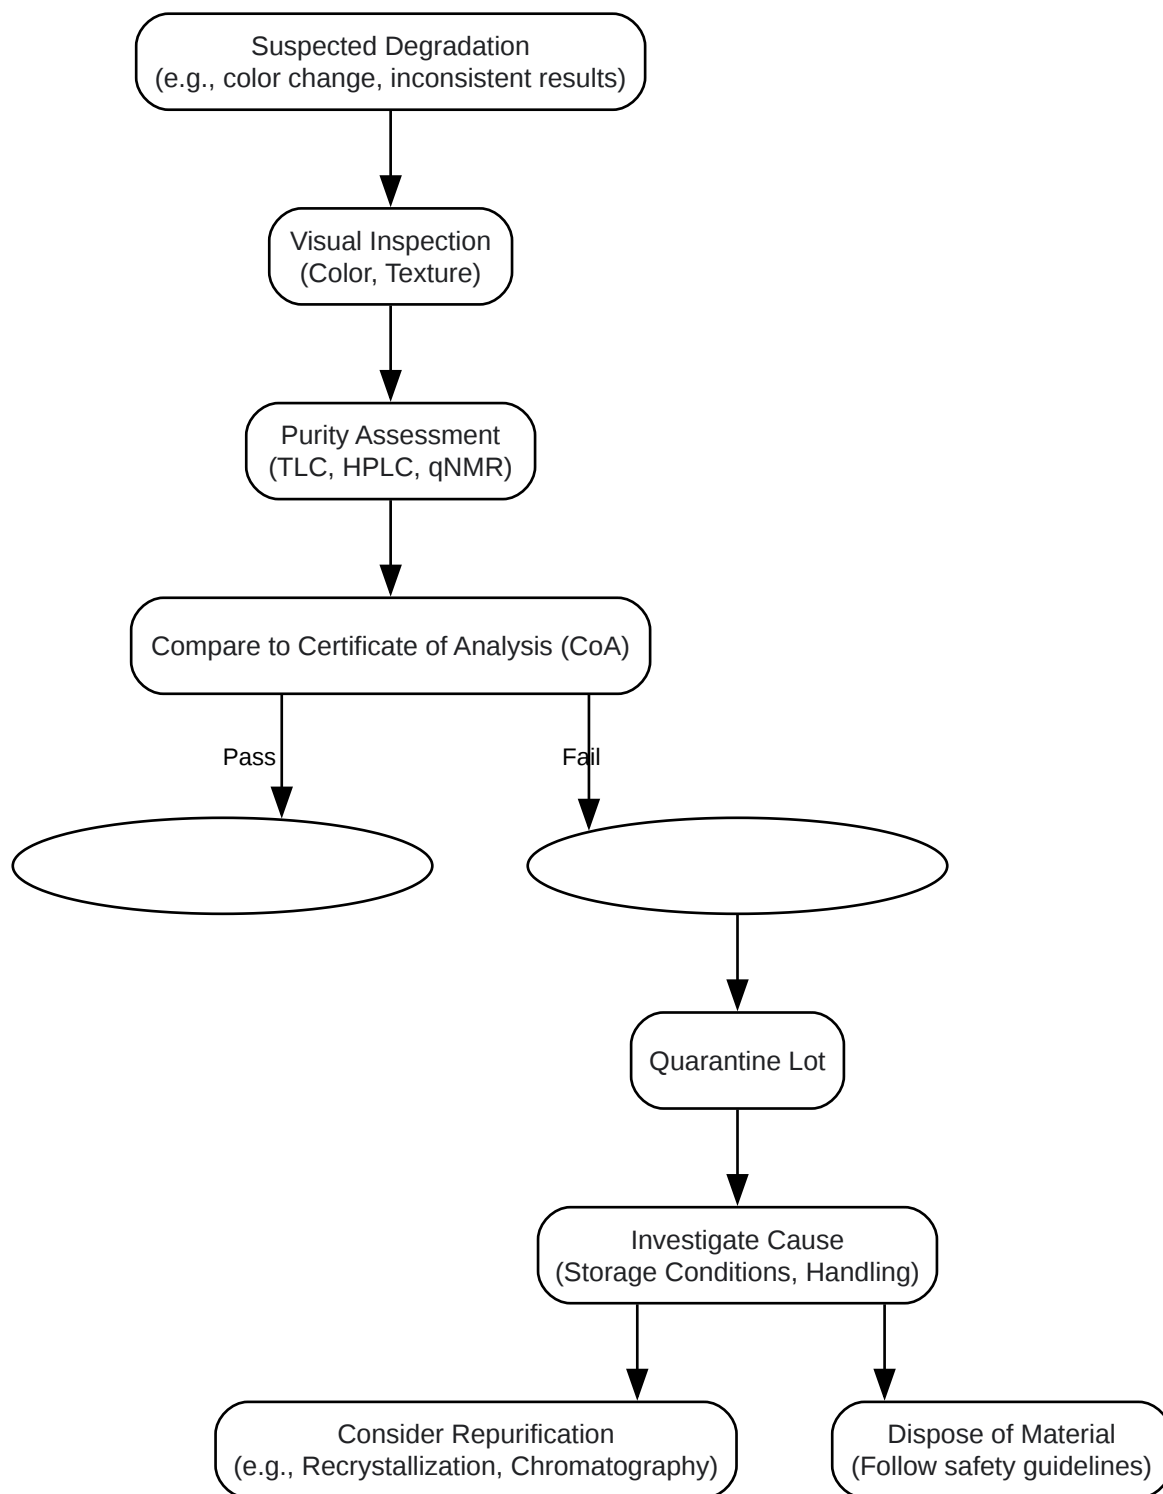 Suspected Degradation
(e.g., color change, inconsistent results)
Visual Inspection
(Color, Texture)
Purity Assessment
(TLC, HPLC, qNMR)
Compare to Certificate of Analysis (CoA)
Pass
Fail
Quarantine Lot
Investigate Cause
(Storage Conditions, Handling)
Consider Repurification
(e.g., Recrystallization, Chromatography)
Dispose of Material
(Follow safety guidelines)